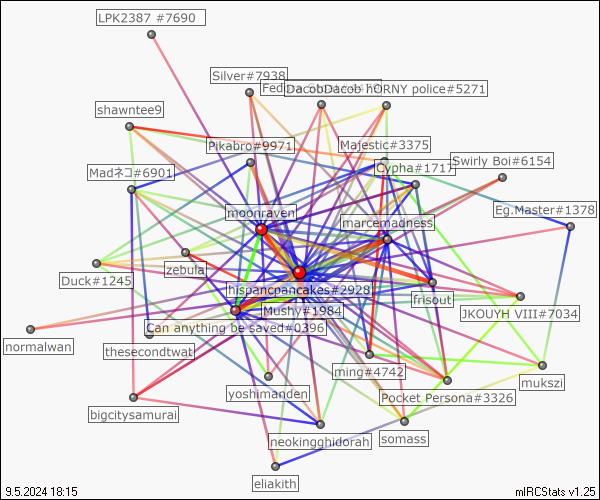 LPK2387 #7690
Silver#7938
HORNY police#5271
shawntee9
Pikabro#9971
Majestic#3375
Cypha#1717
Swirly Boi#6154
Madネコ#6901
moonraven
marcemadness
Eg.Master#1378
Duck#1245
zebula
hispancpancakes#2928
frisout
Mushy#1984
JKOUYH VIII#7034
Can anything be saved#0396
normalwan
thesecondtwat
ming#4742
mukszi
yoshimanden
Pocket Persona#3326
bigcitysamurai
neokingghidorah
somass
eliakith
9.5.2024 18:15
mIRCStats v1.25